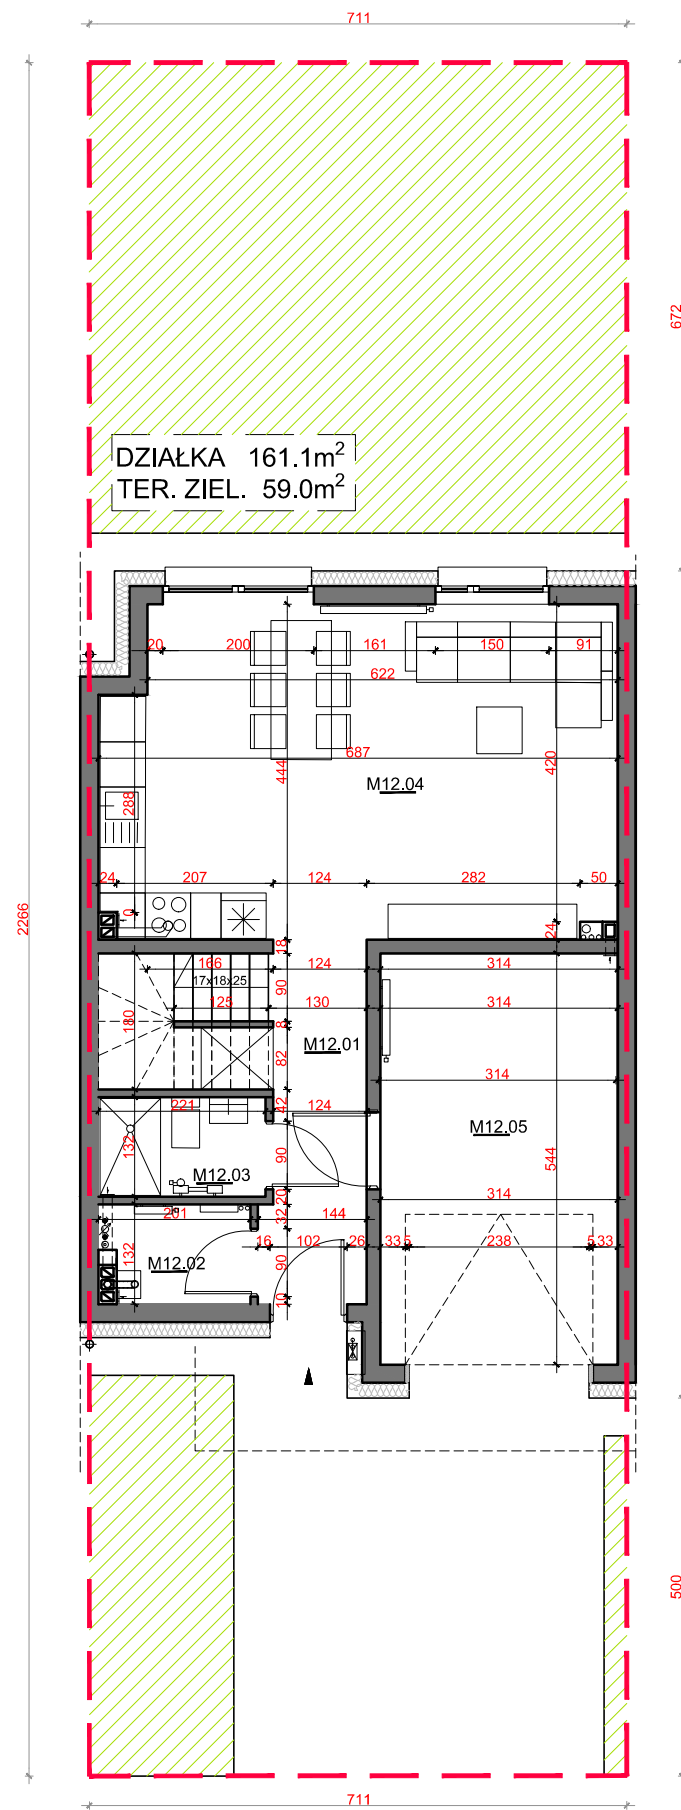 711
672
DZIAŁKA 161.1m²
TER. ZIEL. 59.0m²
20 200 161 150 91
622
687
444
420
M12.04
288
24 207 124 282 50
2266
0
24
18
166 124 314
17x18x25
90
125 130 314
180
8
M12.01
82
314
221 42 124
M12.05
132
90
544
M12.03
20
314
201 32 144
16 102 26 33 5 238 5 33
M12.02
132
90
10
500
711